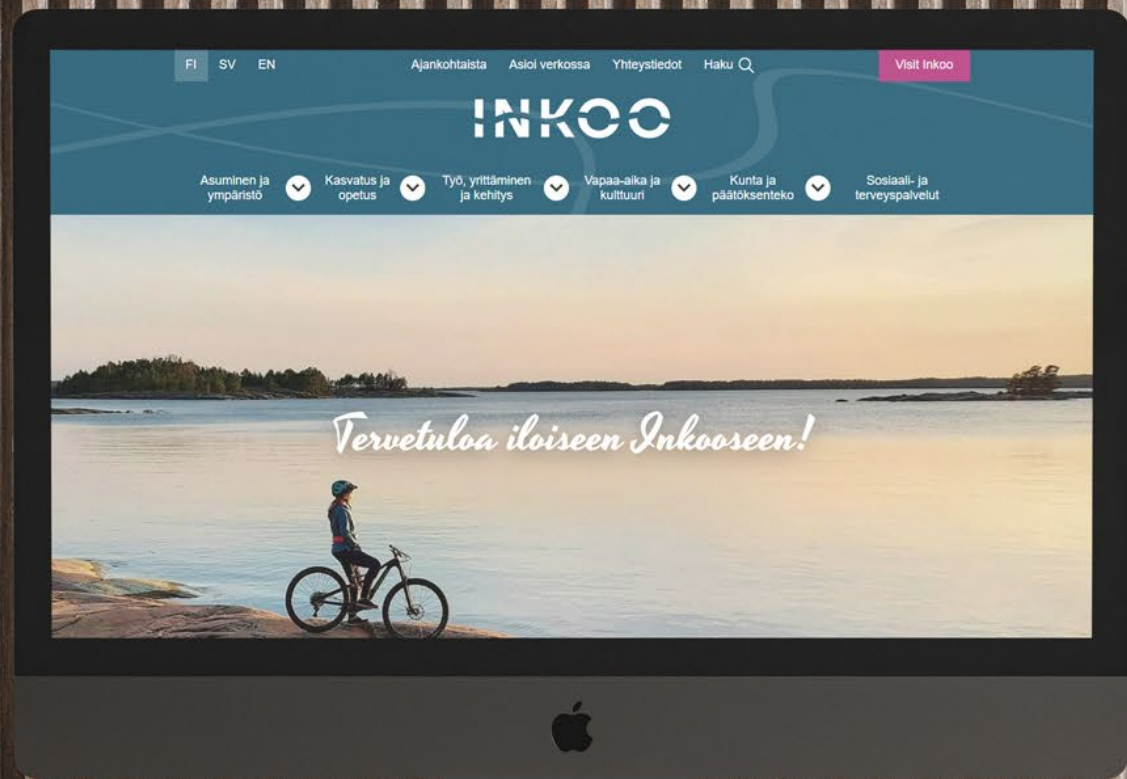 FI SV EN Ajankohtaista Asioi verkossa Yhteystiedot Haku Visit Inkoo
INKOO
Asuminen ja
ympäristö
Kasvatus ja
opetus
Työ, yrittäminen
ja kehitys
Vapaa-aika ja
kulttuuri
Kunta ja
päätöksenteko
Sosiaali- ja
terveyspalvelut
Tervetuloa iloiseen Inkooseen!